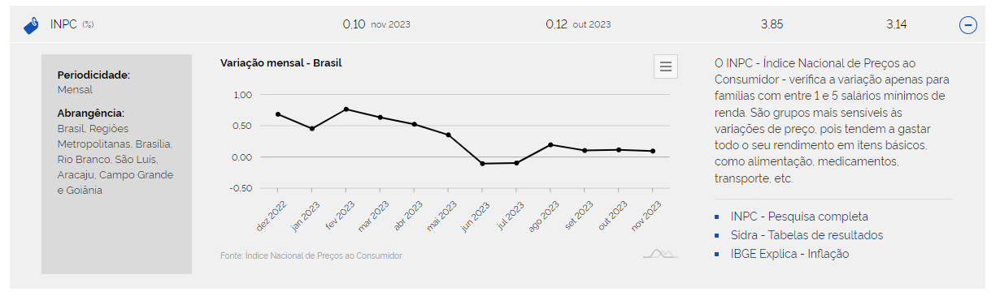 INPC (%) 0,10 nov 2023 0,12 out 2023 3,85 3,14
Periodicidade:
Mensal
Abrangência:
Brasil, Regiões
Metropolitanas, Brasília,
Rio Branco, São Luís,
Aracaju, Campo Grande
e Goiânia
Variação mensal - Brasil
1,00
0,50
0,00
-0,50
dez 2022
jan 2023
fev 2023
mar 2023
abr 2023
mai 2023
jun 2023
jul 2023
ago 2023
set 2023
out 2023
nov 2023
Fonte: Índice Nacional de Preços ao Consumidor
O INPC - Índice Nacional de Preços ao
Consumidor - verifica a variação apenas para
famílias com entre 1 e 5 salários mínimos de
renda. São grupos mais sensíveis às
variações de preço, pois tendem a gastar
todo o seu rendimento em itens básicos,
como alimentação, medicamentos,
transporte, etc.
INPC - Pesquisa completa
Sidra - Tabelas de resultados
IBGE Explica - Inflação